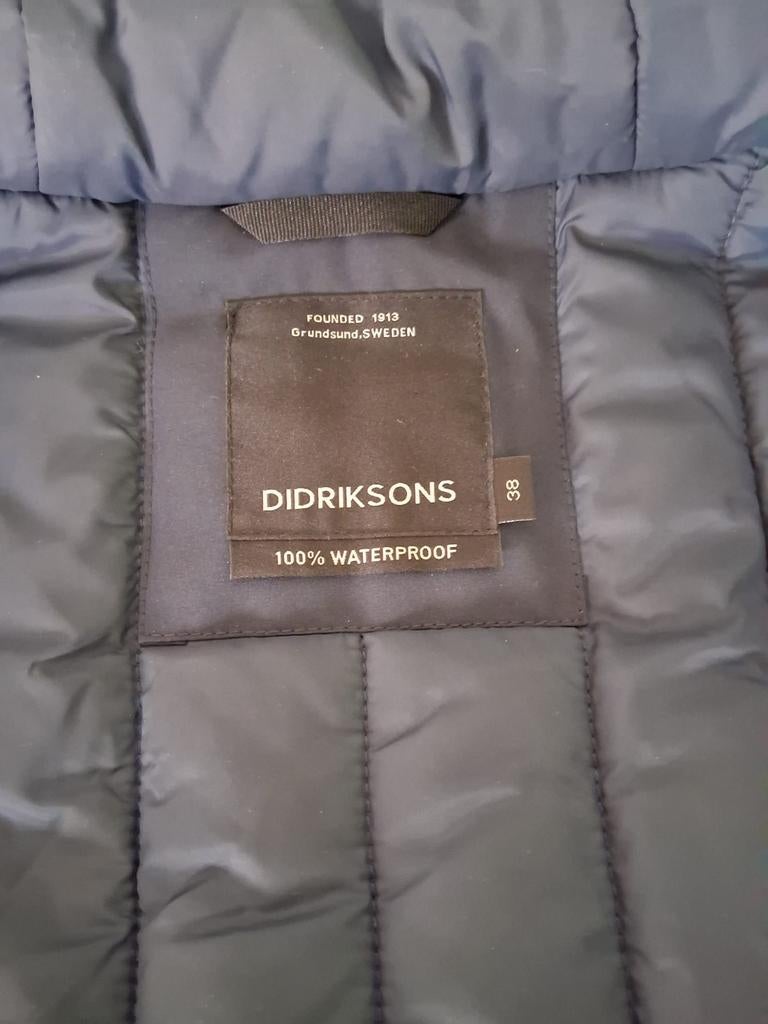 FOUNDED 1913
Grundsund,SWEDEN
DIDRIKSONS
38
100% WATERPROOF